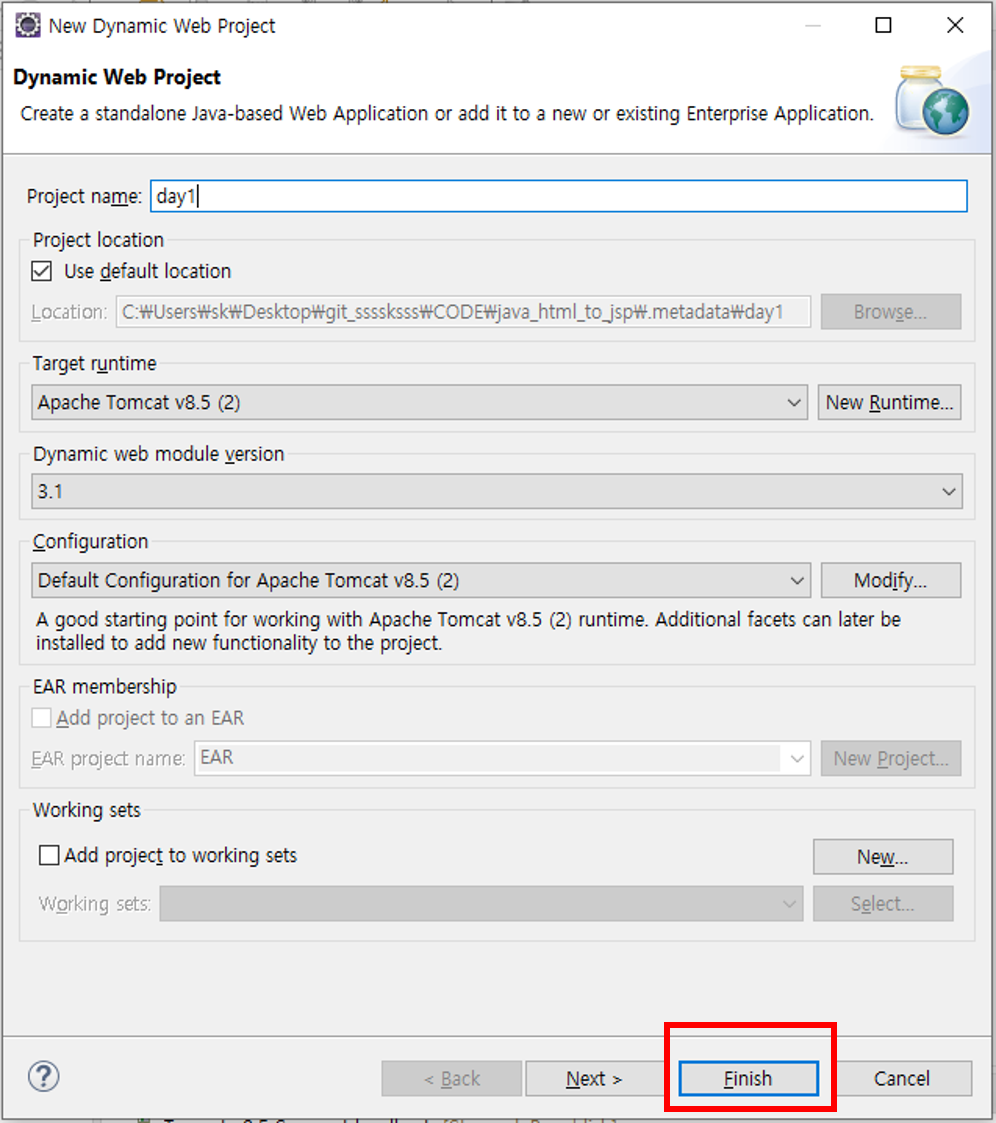 New Dynamic Web Project
Dynamic Web Project
Create a standalone Java-based Web Application or add it to a new or existing Enterprise Application.
Project name: day1
Project location
Use default location
Location: C:₩Users₩sk₩Desktop₩git_sssskssss₩CODE₩java_html_to_jsp₩.metadata₩day1 Browse...
Target runtime
Apache Tomcat v8.5 (2) New Runtime...
Dynamic web module version
3.1
Configuration
Default Configuration for Apache Tomcat v8.5 (2) Modify...
A good starting point for working with Apache Tomcat v8.5 (2) runtime. Additional facets can later be
installed to add new functionality to the project.
EAR membership
Add project to an EAR
EAR project name: EAR New Project...
Working sets
Add project to working sets New...
Working sets: Select...
? < Back Next > Finish Cancel